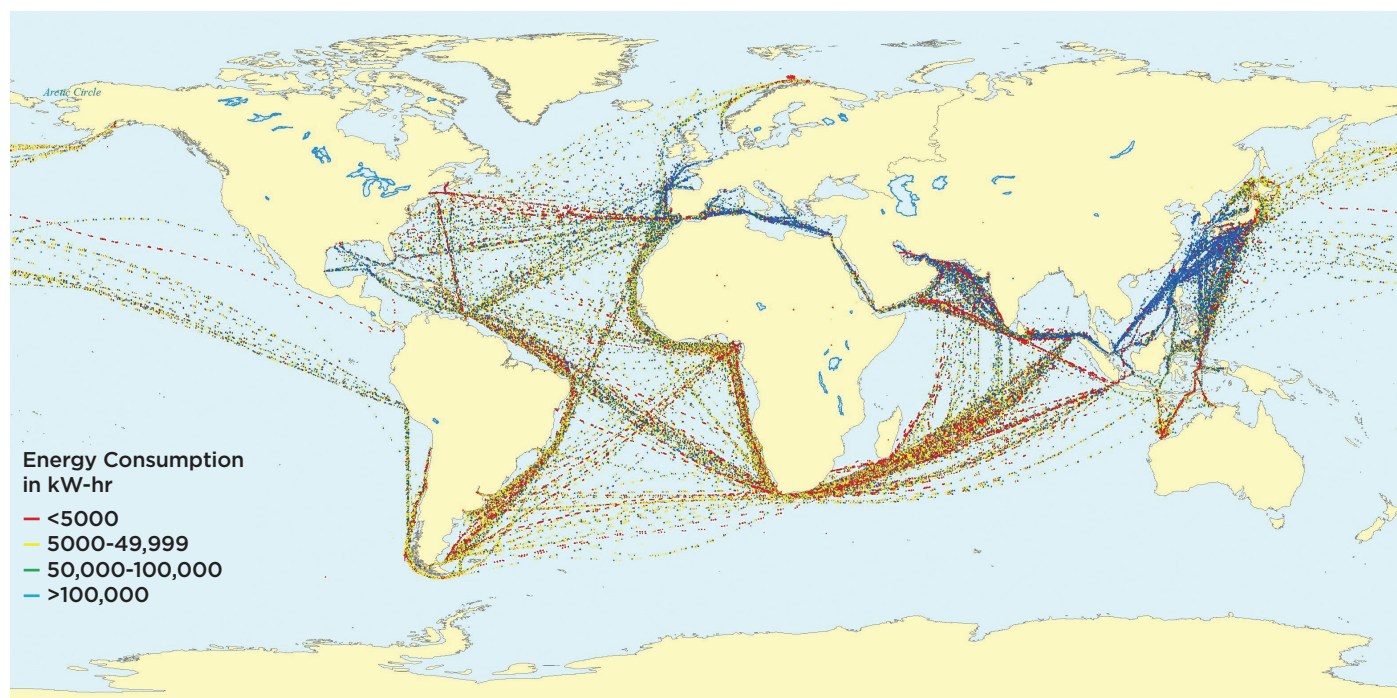 Arctic Circle
Energy Consumption
in kW-hr
<5000
5000-49,999
50,000-100,000
>100,000